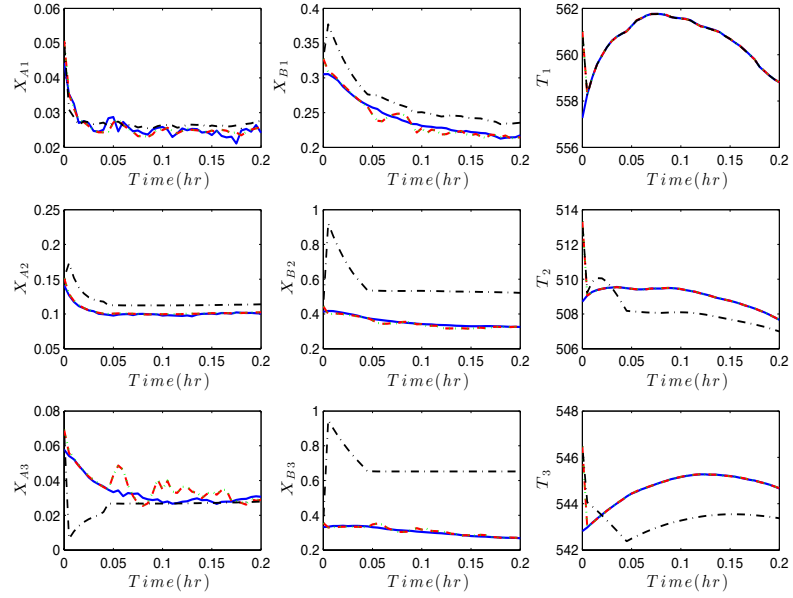 0.06
0.05
0.04
0.03
0.02
X_{A1}
0 0.05 0.1 0.15 0.2
Time(hr)
0.4
0.35
0.3
0.25
0.2
X_{B1}
0 0.05 0.1 0.15 0.2
Time(hr)
562
560
558
556
T_1
0 0.05 0.1 0.15 0.2
Time(hr)
0.25
0.2
0.15
0.1
0.05
X_{A2}
0 0.05 0.1 0.15 0.2
Time(hr)
1
0.8
0.6
0.4
0.2
X_{B2}
0 0.05 0.1 0.15 0.2
Time(hr)
514
512
510
508
506
T_2
0 0.05 0.1 0.15 0.2
Time(hr)
0.08
0.06
0.04
0.02
0
X_{A3}
0 0.05 0.1 0.15 0.2
Time(hr)
1
0.8
0.6
0.4
0.2
X_{B3}
0 0.05 0.1 0.15 0.2
Time(hr)
548
546
544
542
T_3
0 0.05 0.1 0.15 0.2
Time(hr)